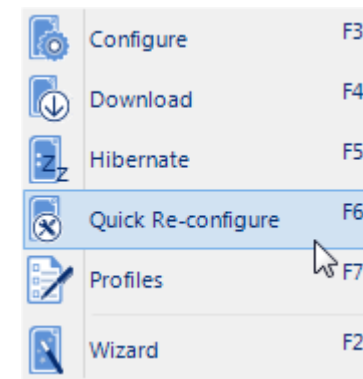 Configure F3
Download F4
Hibernate F5
Quick Re-configure F6
Profiles F7
Wizard F2